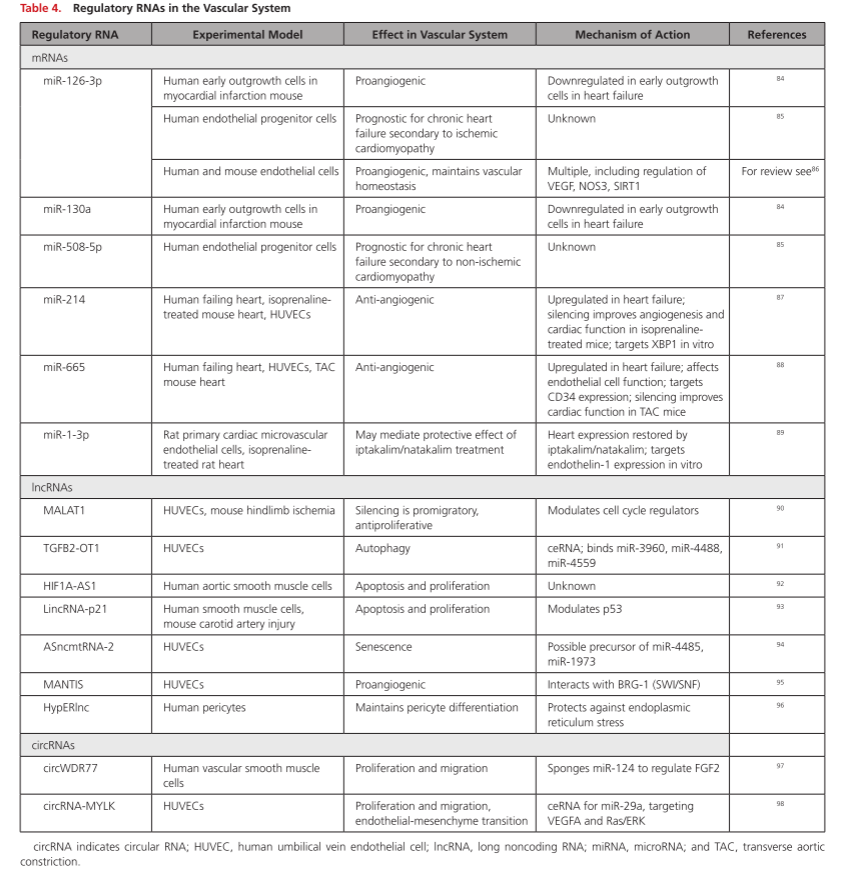 Table 4. Regulatory RNAs in the Vascular System
Regulatory RNA Experimental Model Effect in Vascular System Mechanism of Action References
mRNAs
miR-126-3p Human early outgrowth cells in Proangiogenic Downregulated in early outgrowth 84
myocardial infarction mouse cells in heart failure
Human endothelial progenitor cells Prognostic for chronic heart Unknown 85
failure secondary to ischemic
cardiomyopathy
Human and mouse endothelial cells Proangiogenic, maintains vascular Multiple, including regulation of For review see86
homeostasis VEGF, NOS3, SIRT1
miR-130a Human early outgrowth cells in Proangiogenic Downregulated in early outgrowth 84
myocardial infarction mouse cells in heart failure
miR-508-5p Human endothelial progenitor cells Prognostic for chronic heart Unknown 85
failure secondary to non-ischemic
cardiomyopathy
miR-214 Human failing heart, isoprenaline- Anti-angiogenic Upregulated in heart failure; 87
treated mouse heart, HUVECs silencing improves angiogenesis and
cardiac function in isoprenaline-
treated mice; targets XBP1 in vitro
miR-665 Human failing heart, HUVECs, TAC Anti-angiogenic Upregulated in heart failure; affects 88
mouse heart endothelial cell function; targets
CD34 expression; silencing improves
cardiac function in TAC mice
miR-1-3p Rat primary cardiac microvascular May mediate protective effect of Heart expression restored by 89
endothelial cells, isoprenaline- iptakalim/natakalim treatment iptakalim/natakalim; targets
treated rat heart endothelin-1 expression in vitro
lncRNAs
MALAT1 HUVECs, mouse hindlimb ischemia Silencing is promigratory, Modulates cell cycle regulators 90
antiproliferative
TGFB2-OT1 HUVECs Autophagy ceRNA; binds miR-3960, miR-4488, 91
miR-4559
HIF1A-AS1 Human aortic smooth muscle cells Apoptosis and proliferation Unknown 92
LincRNA-p21 Human smooth muscle cells, Apoptosis and proliferation Modulates p53 93
mouse carotid artery injury
ASncmtRNA-2 HUVECs Senescence Possible precursor of miR-4485, 94
miR-1973
MANTIS HUVECs Proangiogenic Interacts with BRG-1 (SWI/SNF) 95
HypERlnc Human pericytes Maintains pericyte differentiation Protects against endoplasmic 96
reticulum stress
circRNAs
circWDR77 Human vascular smooth muscle Proliferation and migration Sponges miR-124 to regulate FGF2 97
cells
circRNA-MYLK HUVECs Proliferation and migration, ceRNA for miR-29a, targeting 98
endothelial-mesenchyme transition VEGFA and Ras/ERK
circRNA indicates circular RNA; HUVEC, human umbilical vein endothelial cell; lncRNA, long noncoding RNA; miRNA, microRNA; and TAC, transverse aortic
constriction.